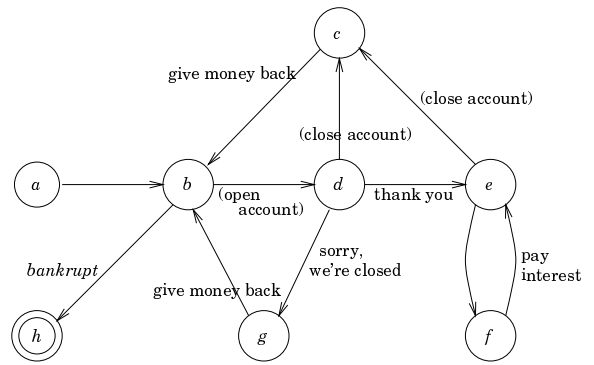 c
give money back
(close account)
(close account)
a
b
d
e
(open
account)
thank you
sorry,
we're closed
bankrupt
pay
interest
give money back
h
g
f